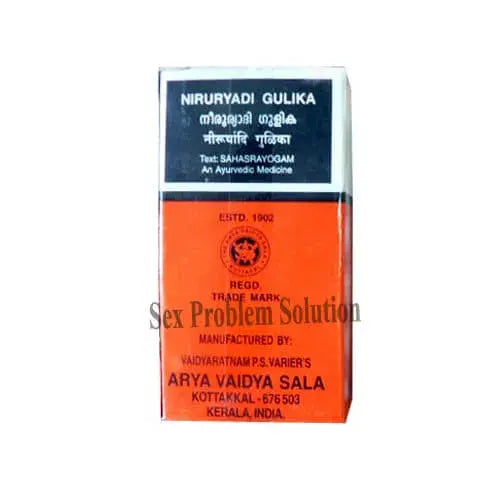 NIRURYADI GULIKA
നീരൂര്യാദി ഗുളിക
नीरूर्यादि गुळिका
Text: SAHASRAYOGAM
An Ayurvedic Medicine
ESTD. 1902
KOTTAKKAL
REGD.
TRADE MARK
Sex Problem Solution
MANUFACTURED BY:
VAIDYARATNAM P.S. VARIER'S
ARYA VAIDYA SALA
KOTTAKKAL - 676 503
KERALA, INDIA.